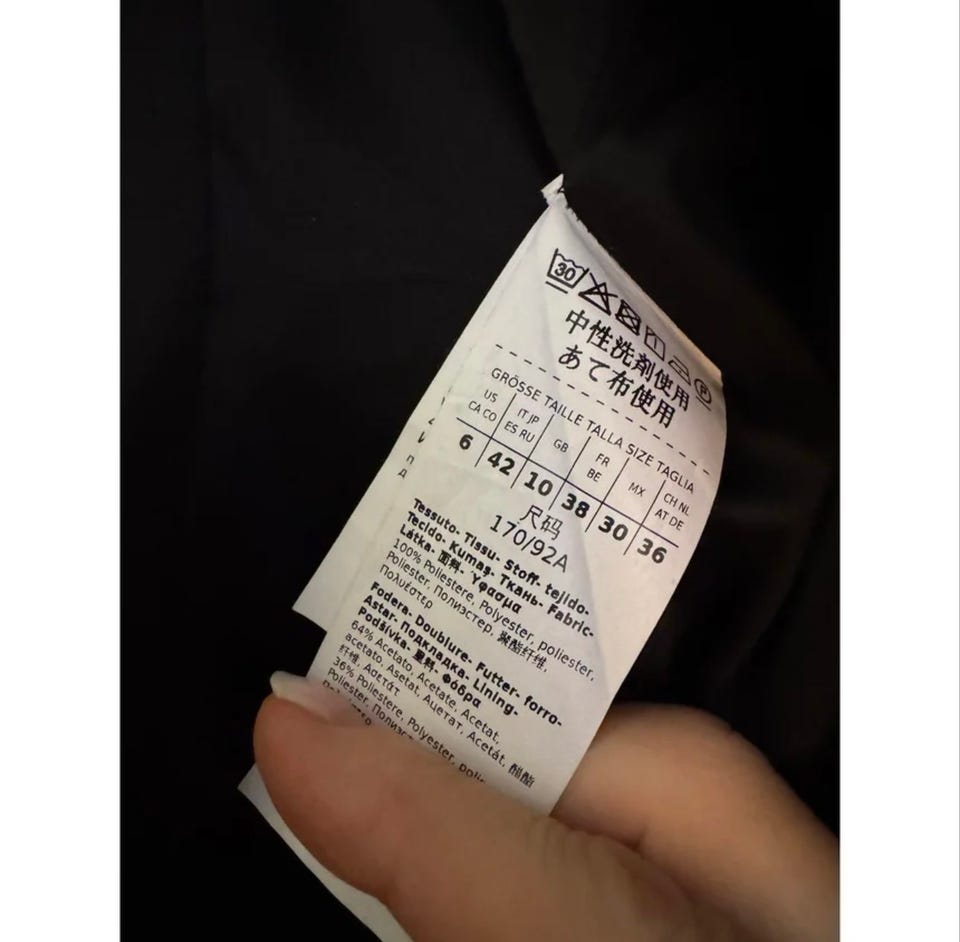 30 P
中性洗剤使用
あて布使用
GRÖSSE TAILLE TALLA SIZE TAGLIA
US CA CO IT JP ES RU GB FR BE MX CH NL AT DE
6 42 10 38 30 36
尺码
170/92A
Tessuto- Tissu- Stoff- tejido-
Tecido- Kumaş- Ткань- Fabric-
Látka- 面料- Ύφασμα
100% Poliestere, Polyester, poliester,
Poliester, Полиэстер, 聚酯纤维,
Πολυέστερ
Fodera- Doublure- Futter- forro-
Astar- Подкладка- Lining-
Podšívka- 里料- Φόδρα
64% Acetato, Acetate, Acetat,
acetato, Asetat, Ацетат, Acetát, 醋酯
纤维, Ασετάτ
36% Poliestere, Polyester,
Poliester,